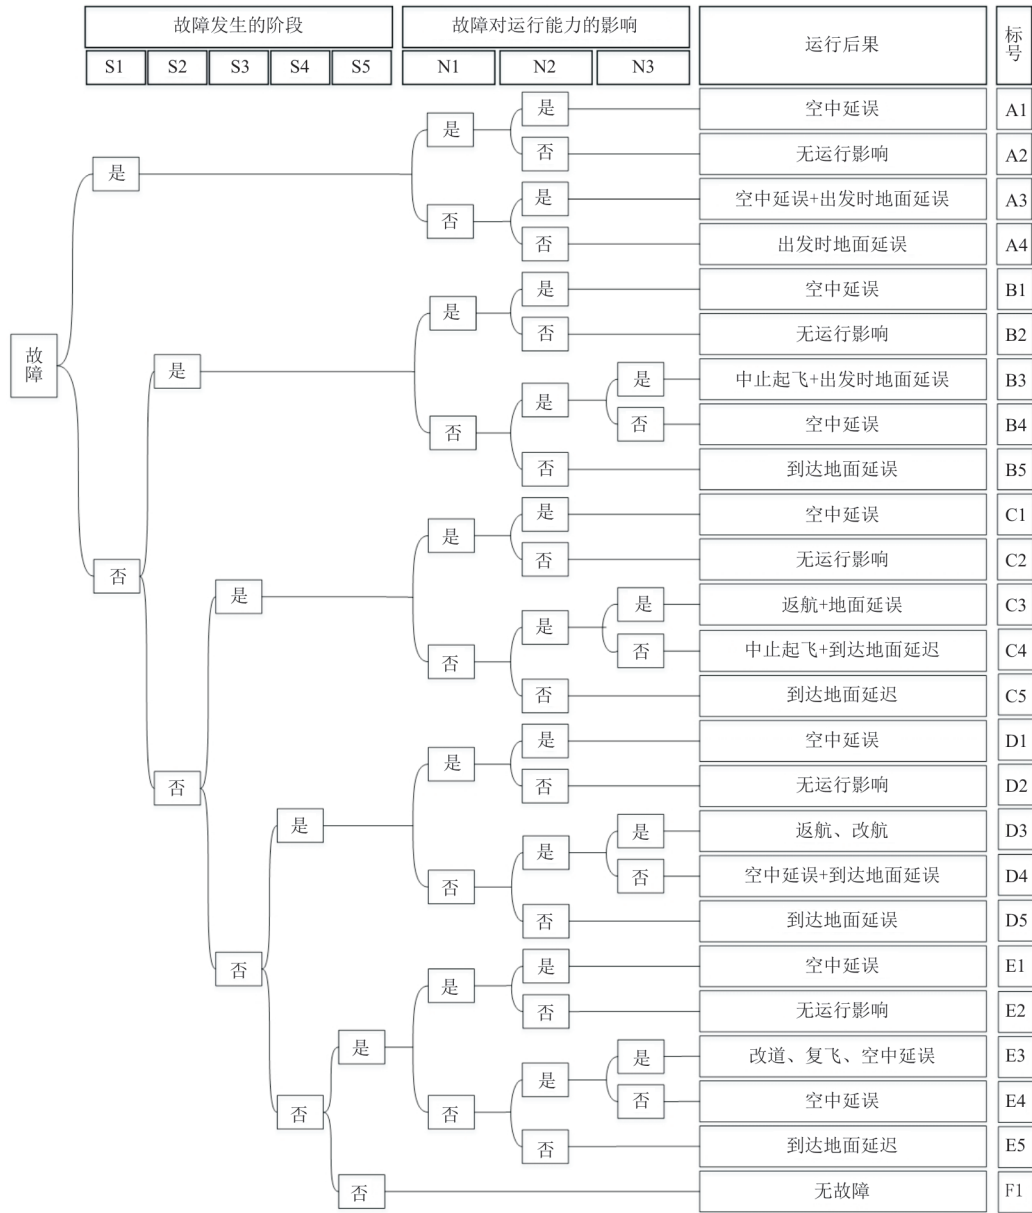 故障发生的阶段
故障对运行能力的影响
运行后果
标号
S1
S2
S3
S4
S5
N1
N2
N3
是
空中延误
A1
是
否
无运行影响
A2
是
是
空中延误+出发时地面延误
A3
否
否
出发时地面延误
A4
是
空中延误
B1
是
否
无运行影响
B2
故障
是
是
中止起飞+出发时地面延误
B3
是
否
空中延误
B4
否
否
到达地面延误
B5
是
空中延误
C1
是
否
无运行影响
C2
否
是
是
返航+地面延误
C3
是
否
中止起飞+到达地面延迟
C4
否
否
到达地面延迟
C5
是
空中延误
D1
是
否
无运行影响
D2
否
是
是
返航、改航
D3
是
否
空中延误+到达地面延误
D4
否
否
到达地面延误
D5
否
是
空中延误
E1
是
否
无运行影响
E2
是
是
改道、复飞、空中延误
E3
是
否
空中延误
E4
否
否
否
到达地面延迟
E5
否
无故障
F1